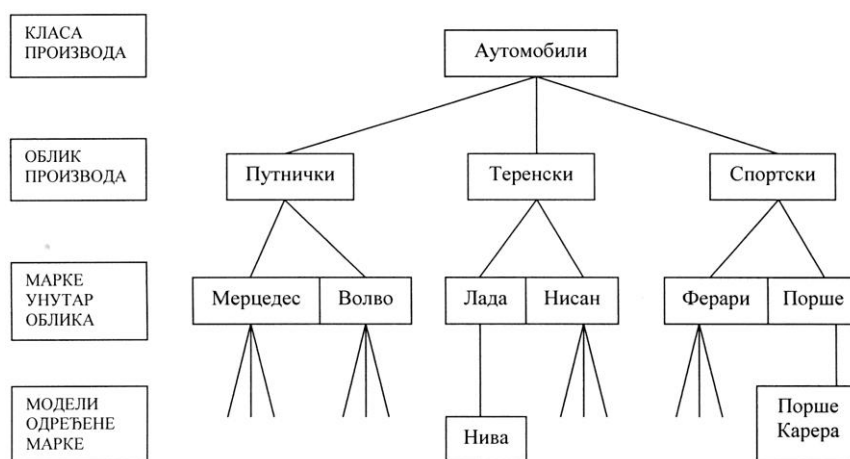 КЛАСА
ПРОИЗВОДА
Аутомобили
ОБЛИК
ПРОИЗВОДА
Путнички
Теренски
Спортски
МАРКЕ
УНУТАР
ОБЛИКА
Мерцедес
Волво
Лада
Нисан
Ферари
Порше
МОДЕЛИ
ОДРЕЂЕНЕ
МАРКЕ
Нива
Порше
Карера